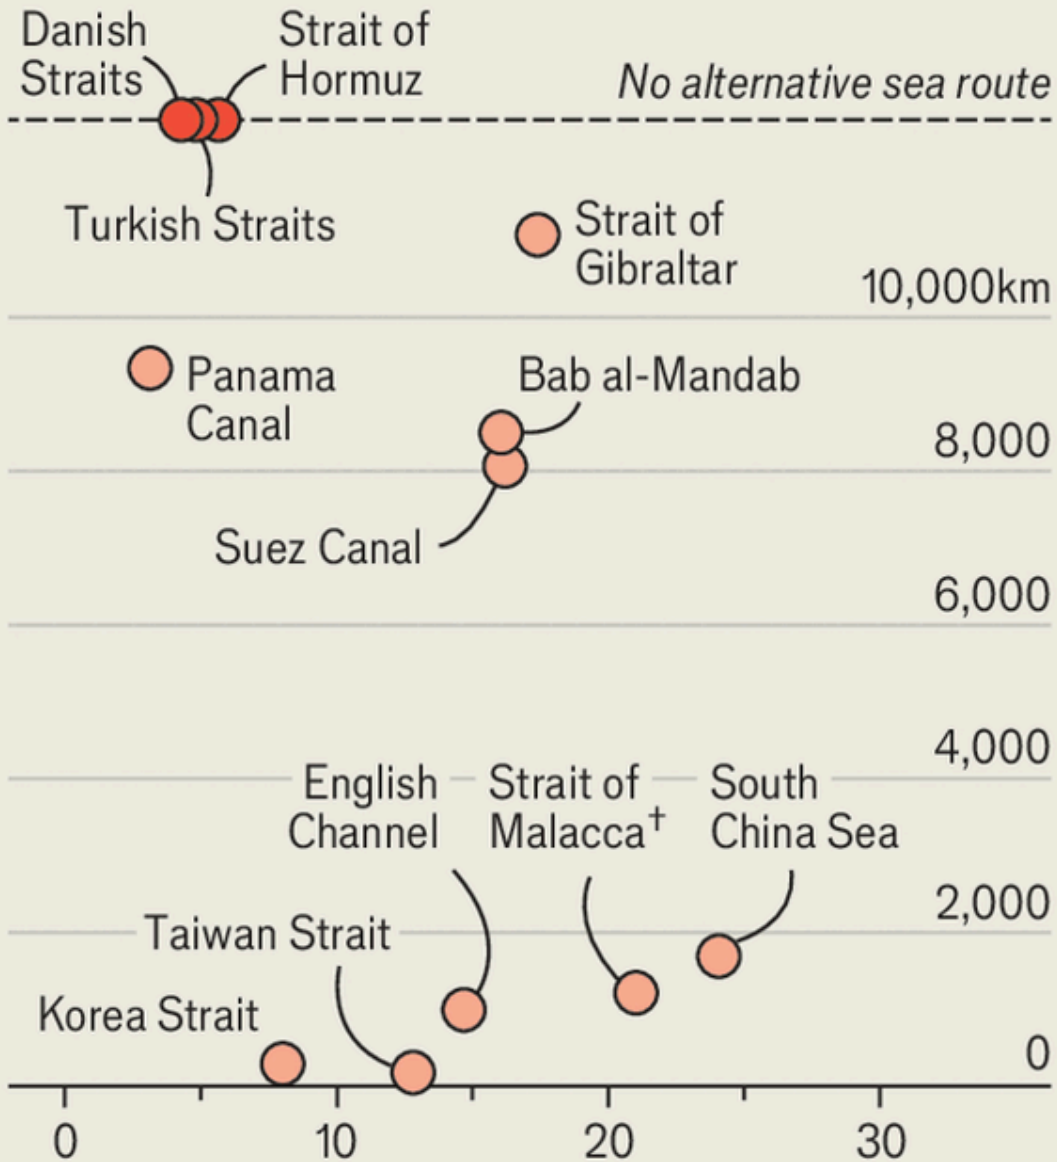 Danish
Straits
Strait of
Hormuz
No alternative sea route
Turkish Straits
Strait of
Gibraltar
10,000km
Panama
Canal
Bab al-Mandab
8,000
Suez Canal
6,000
4,000
English
Channel
Strait of
Malacca†
South
China Sea
2,000
Taiwan Strait
Korea Strait
0
0 10 20 30